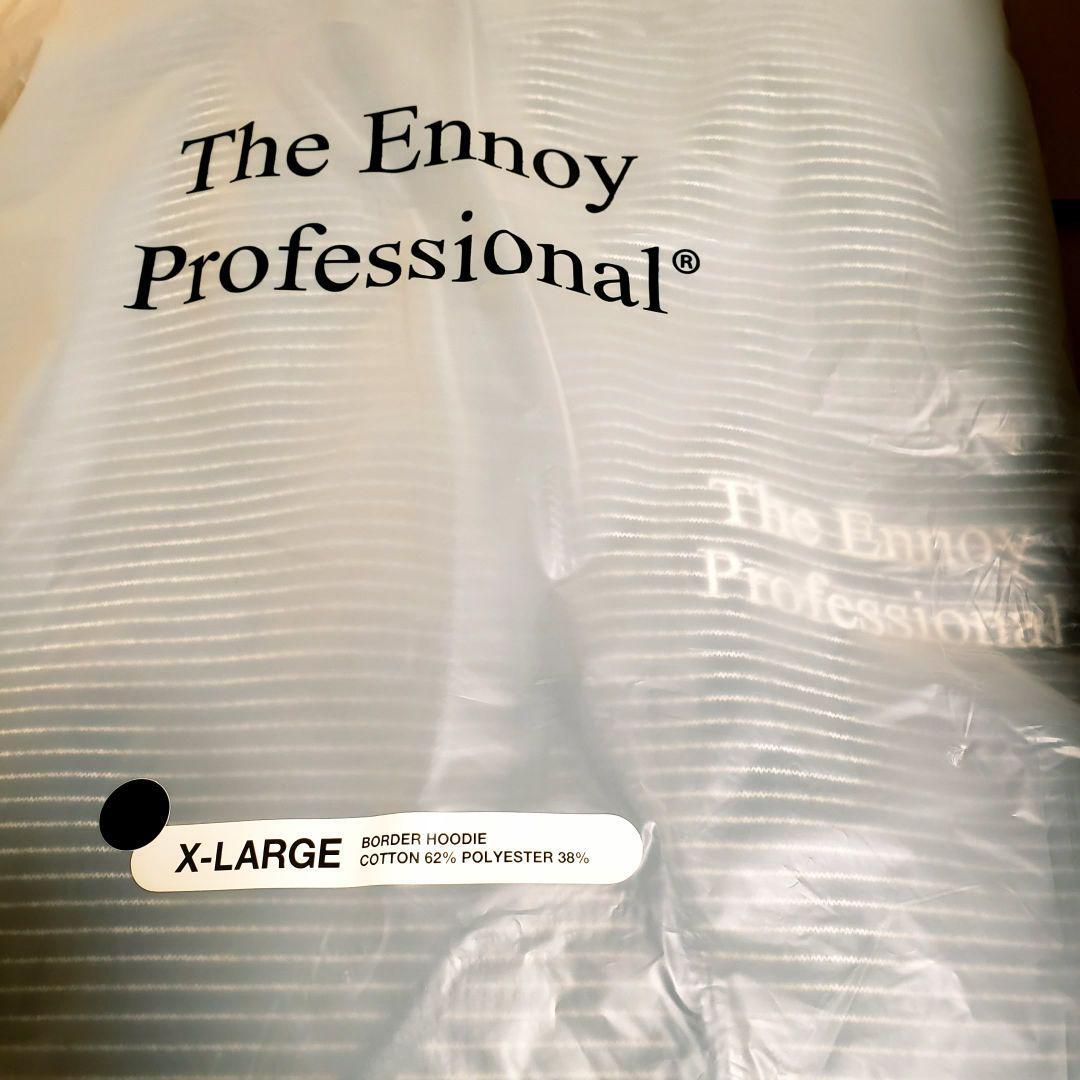 The Ennoy
Professional®
The Ennoy
Professional
X-LARGE
BORDER HOODIE
COTTON 62% POLYESTER 38%